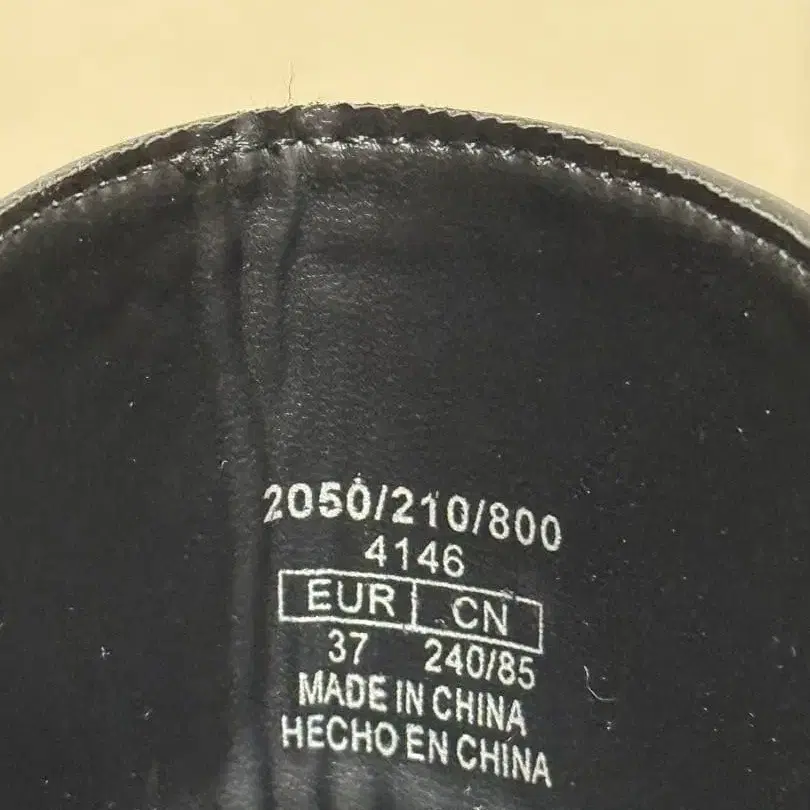 2050/210/800
4146
EUR CN
37 240/85
MADE IN CHINA
HECHO EN CHINA